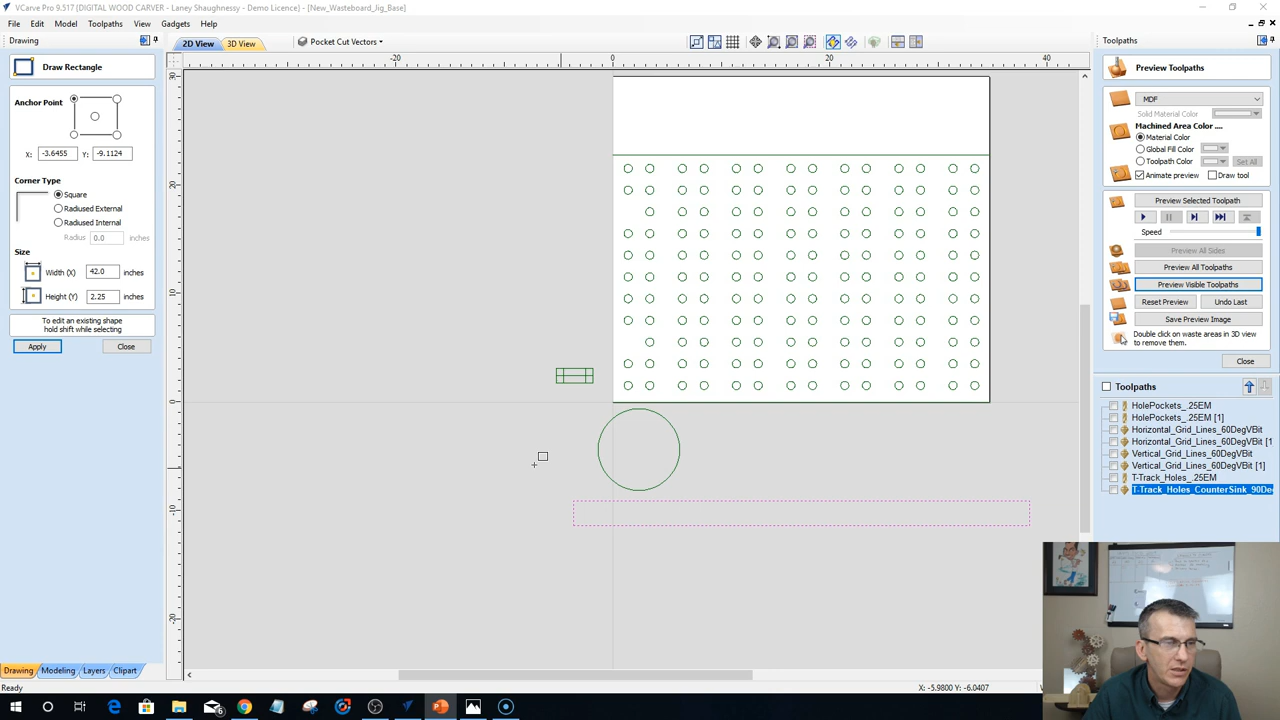 VCarve Pro 9.517 {DIGITAL WOOD CARVER - Laney Shaughnessy - Demo Licence} - [New_Wasteboard_Jig_Base]
File Edit Model Toolpaths View Gadgets Help
Drawing
2D View 3D View Pocket Cut Vectors
Toolpaths
-20 0 20 40
Draw Rectangle
Anchor Point
X: -3.6455 Y: -9.1124
Corner Type
Square
Radiused External
Radiused Internal
Radius 0.0 inches
Size
Width (X) 42.0 inches
Height (Y) 2.25 inches
To edit an existing shape
hold shift while selecting
Apply Close
30
20
10
0
-10
-20
Preview Toolpaths
MDF
Solid Material Color
Machined Area Color ....
Material Color
Global Fill Color
Toolpath Color Set All
Animate preview Draw tool
Preview Selected Toolpath
Speed
Preview All Sides
Preview All Toolpaths
Preview Visible Toolpaths
Reset Preview Undo Last
Save Preview Image
Double click on waste areas in 3D view
to remove them.
Close
Toolpaths
HolePockets_.25EM
HolePockets_.25EM [1]
Horizontal_Grid_Lines_60DegVBit
Horizontal_Grid_Lines_60DegVBit [1
Vertical_Grid_Lines_60DegVBit
Vertical_Grid_Lines_60DegVBit [1]
T-Track_Holes_.25EM
T-Track_Holes_CounterSink_90De
Drawing Modeling Layers Clipart
Ready X: -5.9800 Y: -6.0407